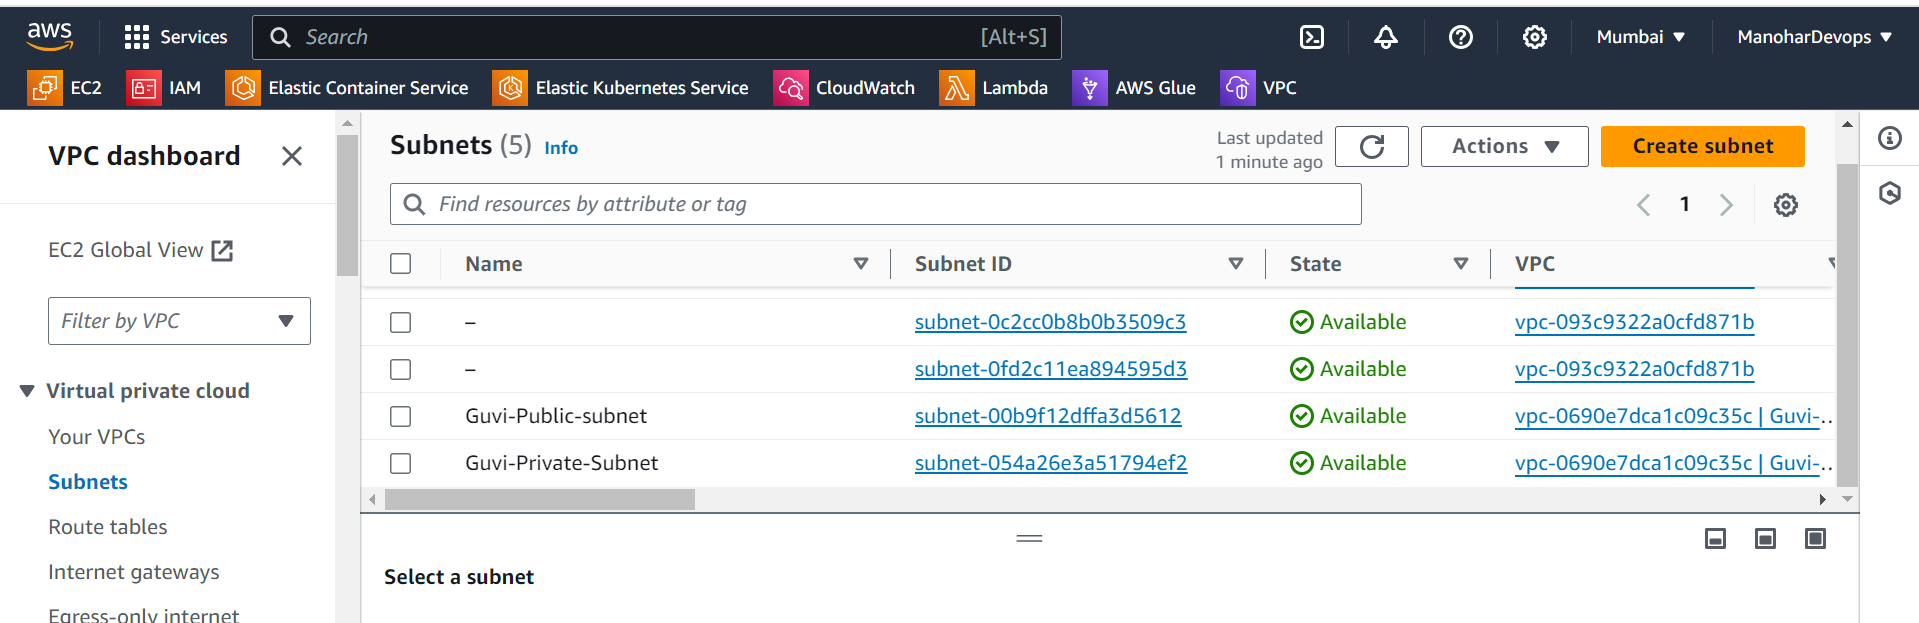 aws Services Search [Alt+S] Mumbai ManoharDevops
EC2 IAM Elastic Container Service Elastic Kubernetes Service CloudWatch Lambda AWS Glue VPC
VPC dashboard
EC2 Global View
Filter by VPC
Virtual private cloud
Your VPCs
Subnets
Route tables
Internet gateways
Egress-only internet
Subnets (5) Info
Last updated
1 minute ago
Actions
Create subnet
Find resources by attribute or tag
1
Name Subnet ID State VPC
– subnet-0c2cc0b8b0b3509c3 Available vpc-093c9322a0cfd871b
– subnet-0fd2c11ea894595d3 Available vpc-093c9322a0cfd871b
Guvi-Public-subnet subnet-00b9f12dffa3d5612 Available vpc-0690e7dca1c09c35c | Guvi-...
Guvi-Private-Subnet subnet-054a26e3a51794ef2 Available vpc-0690e7dca1c09c35c | Guvi-...
Select a subnet